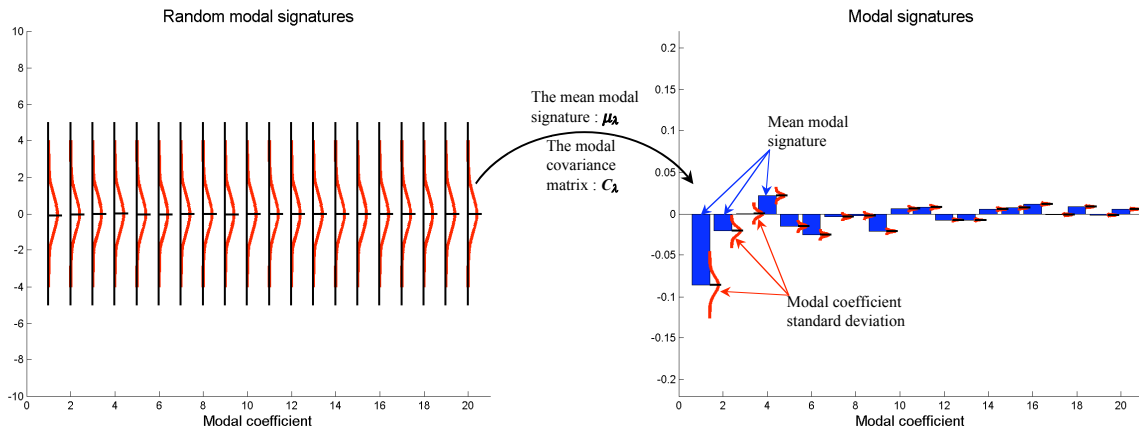 Random modal signatures
10
8
6
4
2
0
-2
-4
-6
-8
-10
0 2 4 6 8 10 12 14 16 18 20
Modal coefficient
The mean modal
signature : μλ
The modal
covariance
matrix : Cλ
Modal signatures
0.2
0.15
0.1
0.05
0
-0.05
-0.1
-0.15
-0.2
Mean modal
signature
Modal coefficient
standard deviation
0 2 4 6 8 10 12 14 16 18 20
Modal coefficient